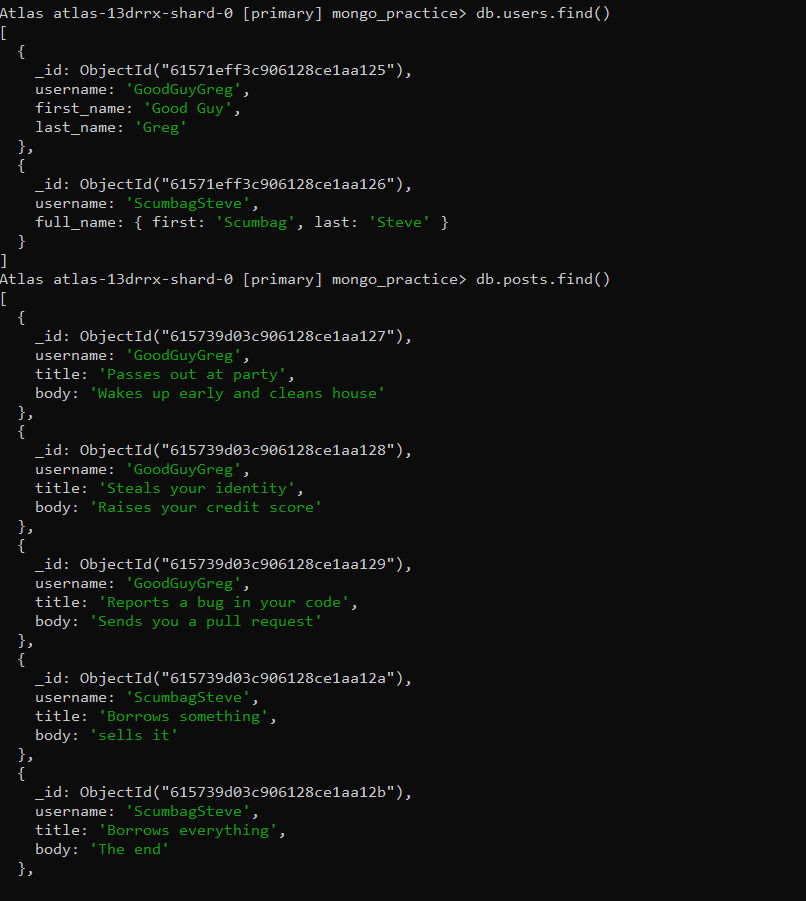 Atlas atlas-13drrx-shard-0 [primary] mongo_practice> db.users.find()
[
  {
    _id: ObjectId("61571eff3c906128ce1aa125"),
    username: 'GoodGuyGreg',
    first_name: 'Good Guy',
    last_name: 'Greg'
  },
  {
    _id: ObjectId("61571eff3c906128ce1aa126"),
    username: 'ScumbagSteve',
    full_name: { first: 'Scumbag', last: 'Steve' }
  }
]
Atlas atlas-13drrx-shard-0 [primary] mongo_practice> db.posts.find()
[
  {
    _id: ObjectId("615739d03c906128ce1aa127"),
    username: 'GoodGuyGreg',
    title: 'Passes out at party',
    body: 'Wakes up early and cleans house'
  },
  {
    _id: ObjectId("615739d03c906128ce1aa128"),
    username: 'GoodGuyGreg',
    title: 'Steals your identity',
    body: 'Raises your credit score'
  },
  {
    _id: ObjectId("615739d03c906128ce1aa129"),
    username: 'GoodGuyGreg',
    title: 'Reports a bug in your code',
    body: 'Sends you a pull request'
  },
  {
    _id: ObjectId("615739d03c906128ce1aa12a"),
    username: 'ScumbagSteve',
    title: 'Borrows something',
    body: 'sells it'
  },
  {
    _id: ObjectId("615739d03c906128ce1aa12b"),
    username: 'ScumbagSteve',
    title: 'Borrows everything',
    body: 'The end'
  },